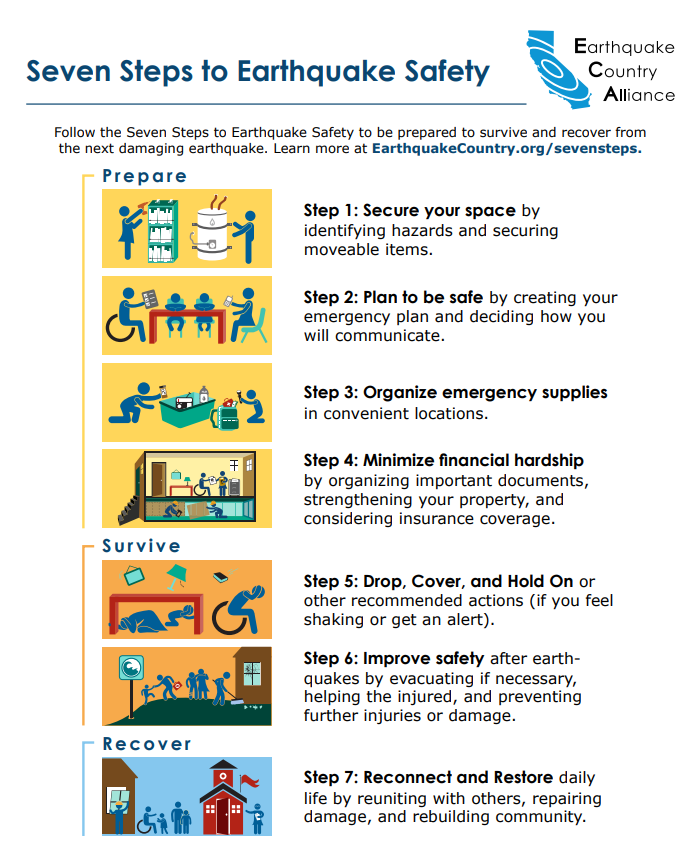 Seven Steps to Earthquake Safety
Earthquake
Country
Alliance
Follow the Seven Steps to Earthquake Safety to be prepared to survive and recover from
the next damaging earthquake. Learn more at EarthquakeCountry.org/sevensteps.
Prepare
Step 1: Secure your space by
identifying hazards and securing
moveable items.
Step 2: Plan to be safe by creating your
emergency plan and deciding how you
will communicate.
Step 3: Organize emergency supplies
in convenient locations.
Step 4: Minimize financial hardship
by organizing important documents,
strengthening your property, and
considering insurance coverage.
Survive
Step 5: Drop, Cover, and Hold On or
other recommended actions (if you feel
shaking or get an alert).
Step 6: Improve safety after earth-
quakes by evacuating if necessary,
helping the injured, and preventing
further injuries or damage.
Recover
Step 7: Reconnect and Restore daily
life by reuniting with others, repairing
damage, and rebuilding community.